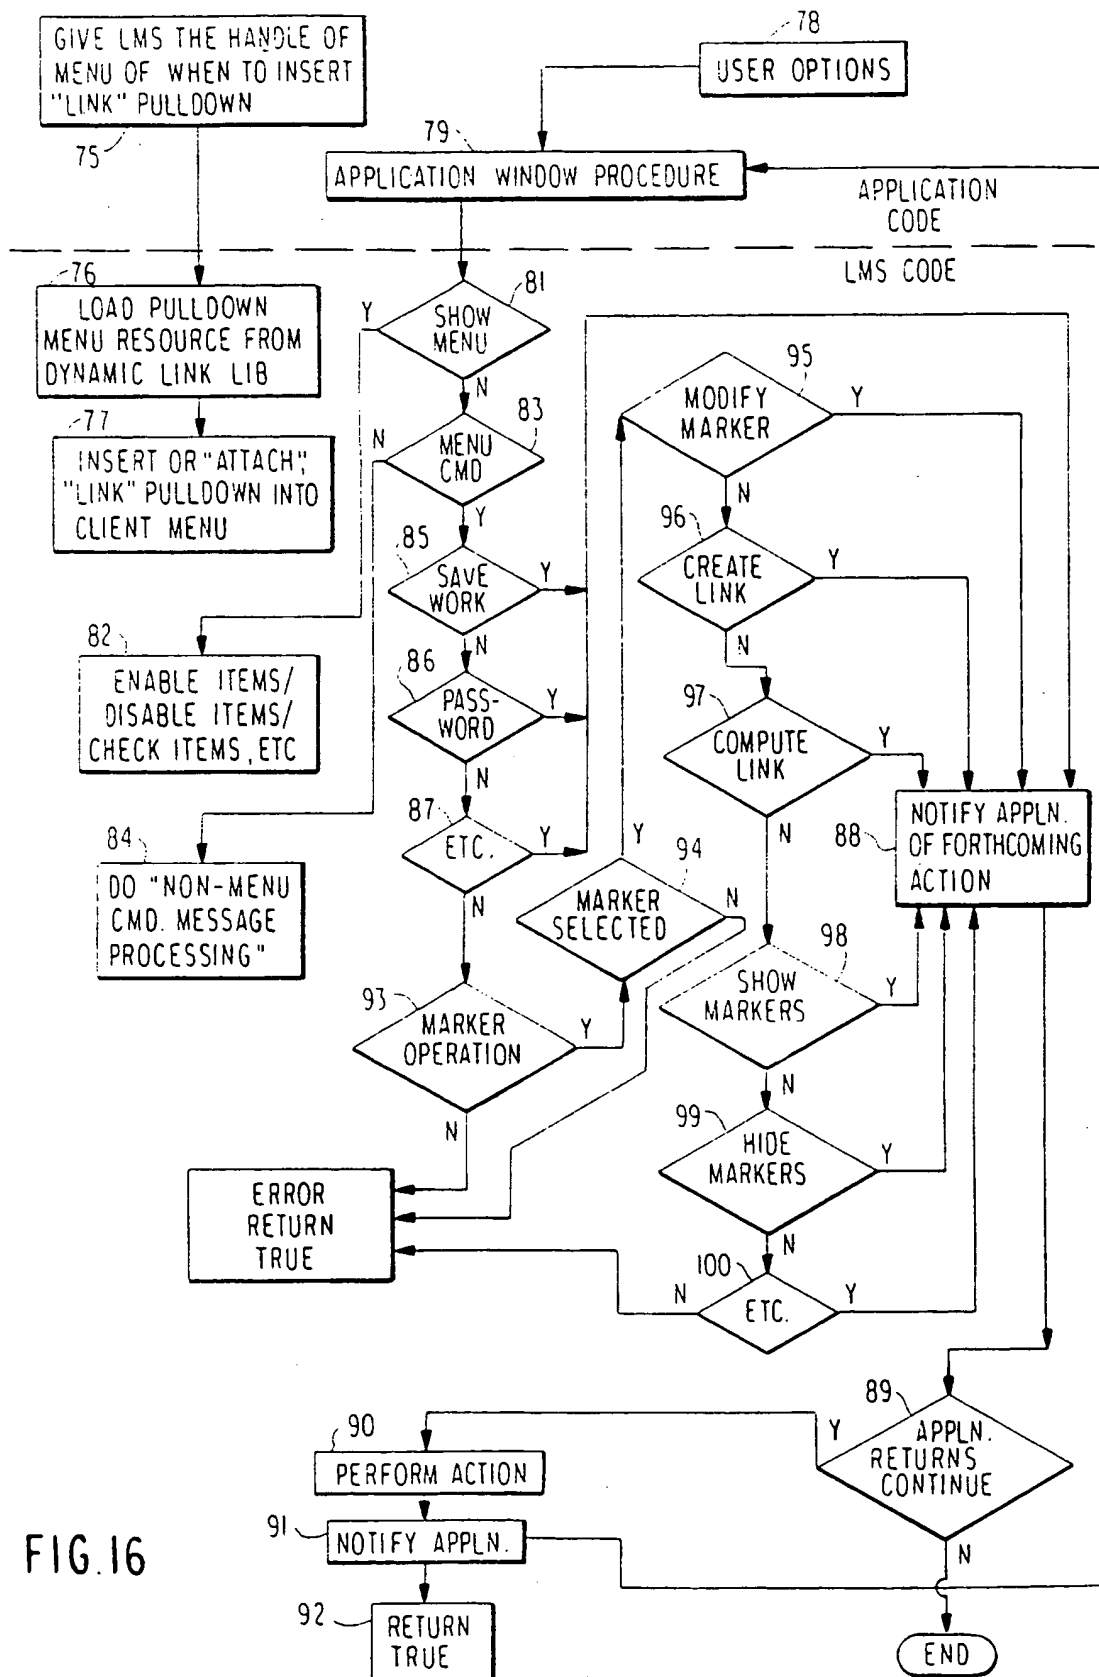 GIVE LMS THE HANDLE OF
MENU OF WHEN TO INSERT
"LINK" PULLDOWN
75
78
USER OPTIONS
79
APPLICATION WINDOW PROCEDURE
APPLICATION
CODE
LMS CODE
76
LOAD PULLDOWN
MENU RESOURCE FROM
DYNAMIC LINK LIB
77
INSERT OR "ATTACH",
"LINK" PULLDOWN INTO
CLIENT MENU
81
Y
SHOW
MENU
N
83
N
MENU
CMD
Y
85
SAVE
WORK
Y
N
82
ENABLE ITEMS/
DISABLE ITEMS/
CHECK ITEMS, ETC
86
PASS-
WORD
Y
N
84
DO "NON-MENU
CMD. MESSAGE
PROCESSING"
87
ETC.
Y
N
93
MARKER
OPERATION
Y
N
94
Y
MARKER
SELECTED
N
95
MODIFY
MARKER
Y
N
96
CREATE
LINK
Y
N
97
COMPUTE
LINK
Y
N
88
NOTIFY APPLN.
OF FORTHCOMING
ACTION
98
SHOW
MARKERS
Y
N
99
HIDE
MARKERS
Y
N
100
N
ETC.
Y
ERROR
RETURN
TRUE
89
Y
APPLN.
RETURNS
CONTINUE
N
90
PERFORM ACTION
91
NOTIFY APPLN.
92
RETURN
TRUE
END
FIG.16